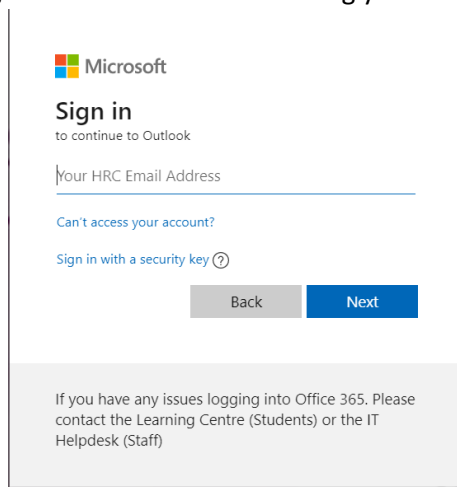 Microsoft
Sign in
to continue to Outlook
Your HRC Email Address
Can't access your account?
Sign in with a security key
Back Next
If you have any issues logging into Office 365. Please
contact the Learning Centre (Students) or the IT
Helpdesk (Staff)